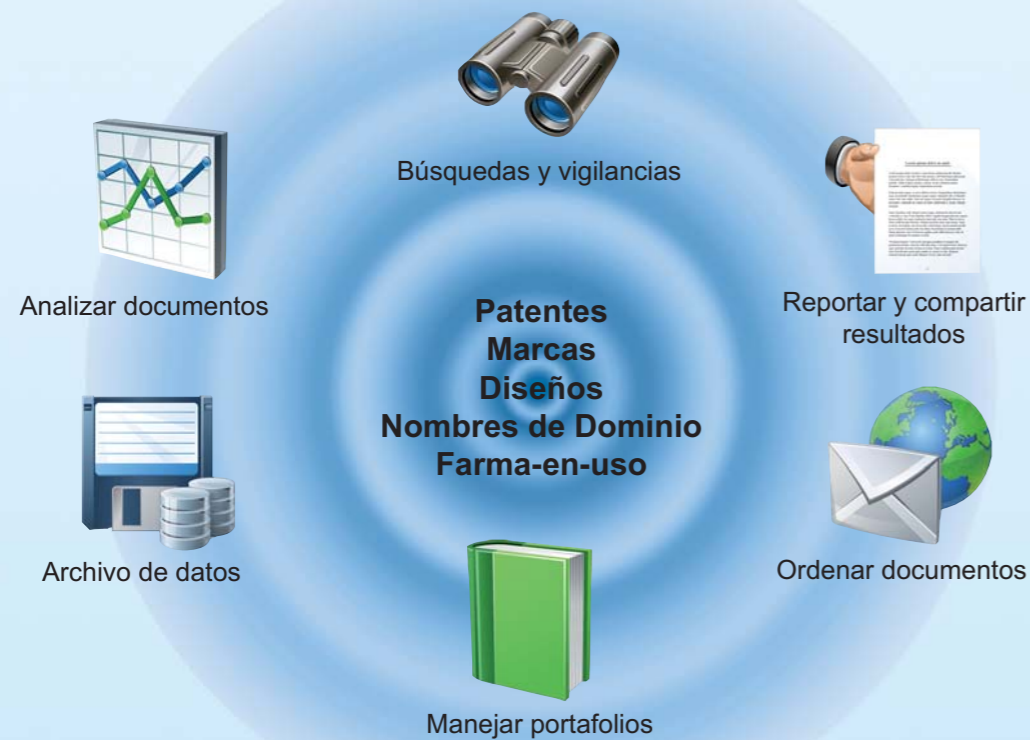 Búsquedas y vigilancias
Analizar documentos
Reportar y compartir
resultados
Patentes
Marcas
Diseños
Nombres de Dominio
Farma-en-uso
Archivo de datos
Ordenar documentos
Manejar portafolios